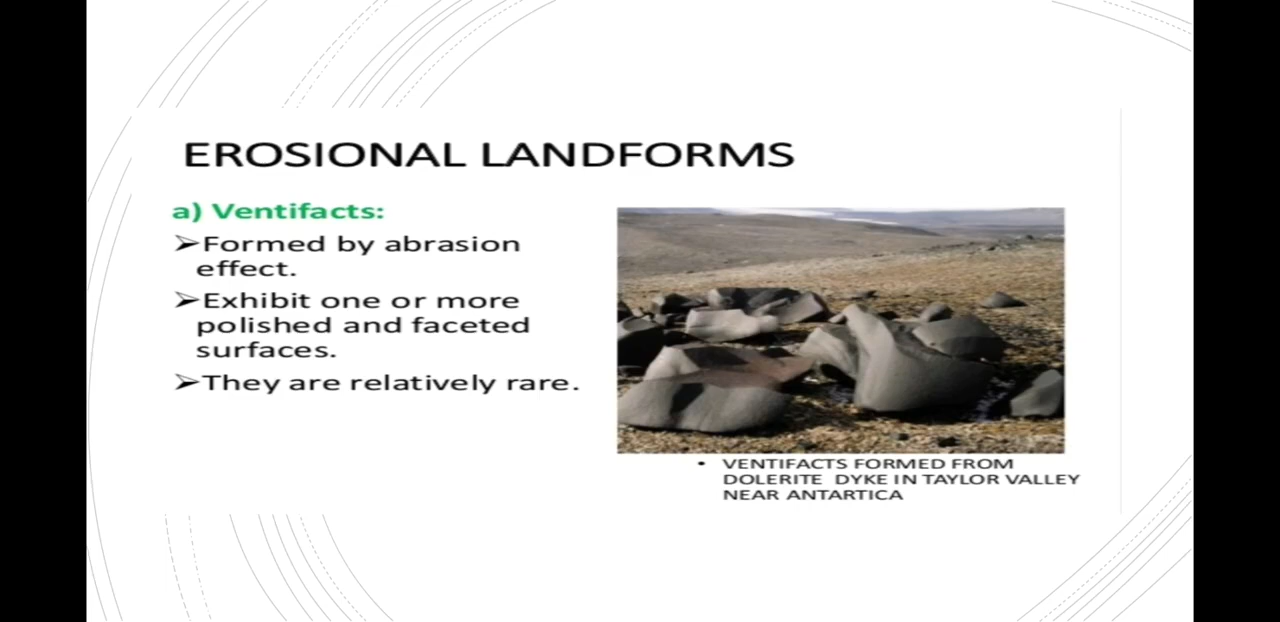 EROSIONAL LANDFORMS
a) Ventifacts:
➢Formed by abrasion
effect.
➢Exhibit one or more
polished and faceted
surfaces.
➢They are relatively rare.
• VENTIFACTS FORMED FROM
DOLERITE DYKE IN TAYLOR VALLEY
NEAR ANTARTICA